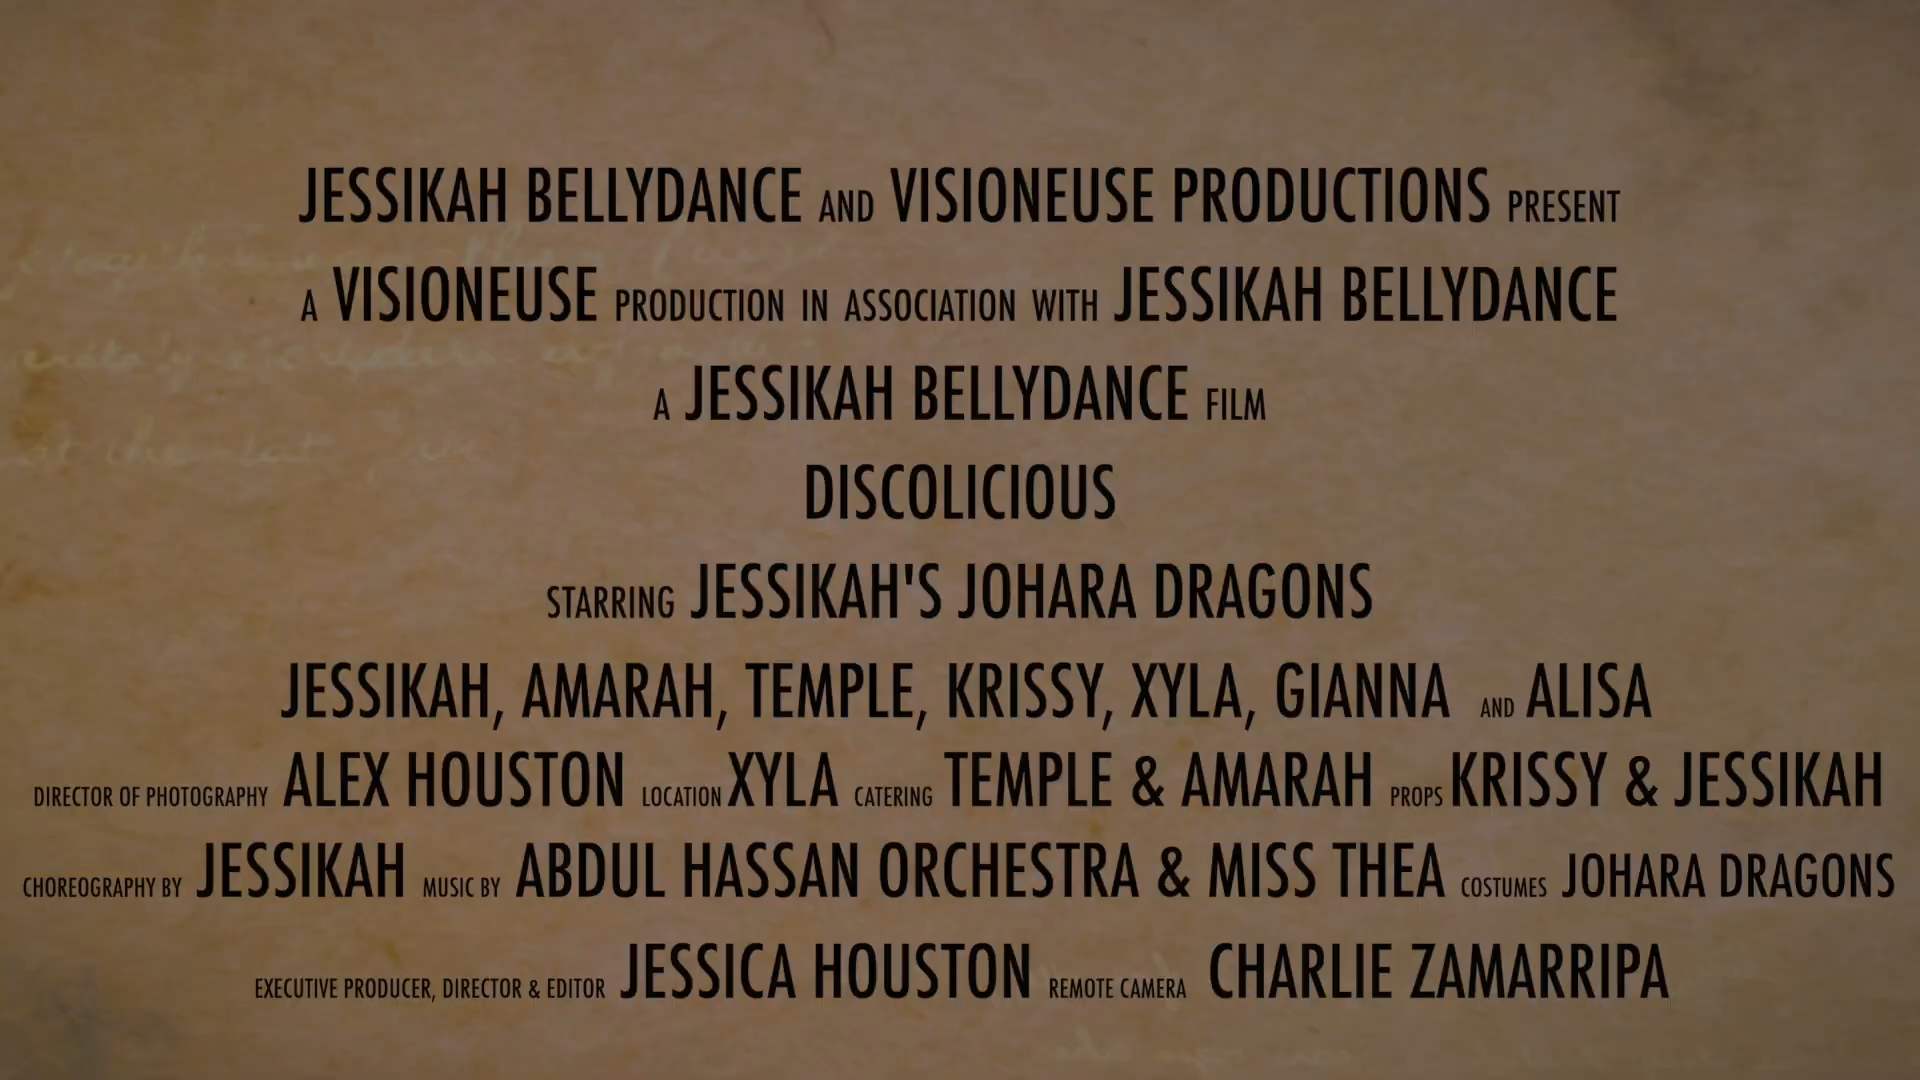 JESSIKAH BELLYDANCE AND VISIONEUSE PRODUCTIONS PRESENT
A VISIONEUSE PRODUCTION IN ASSOCIATION WITH JESSIKAH BELLYDANCE
A JESSIKAH BELLYDANCE FILM
DISCOLICIOUS
STARRING JESSIKAH'S JOHARA DRAGONS
JESSIKAH, AMARAH, TEMPLE, KRISSY, XYLA, GIANNA AND ALISA
DIRECTOR OF PHOTOGRAPHY ALEX HOUSTON LOCATION XYLA CATERING TEMPLE & AMARAH PROPS KRISSY & JESSIKAH
CHOREOGRAPHY BY JESSIKAH MUSIC BY ABDUL HASSAN ORCHESTRA & MISS THEA COSTUMES JOHARA DRAGONS
EXECUTIVE PRODUCER, DIRECTOR & EDITOR JESSICA HOUSTON REMOTE CAMERA CHARLIE ZAMARRIPA